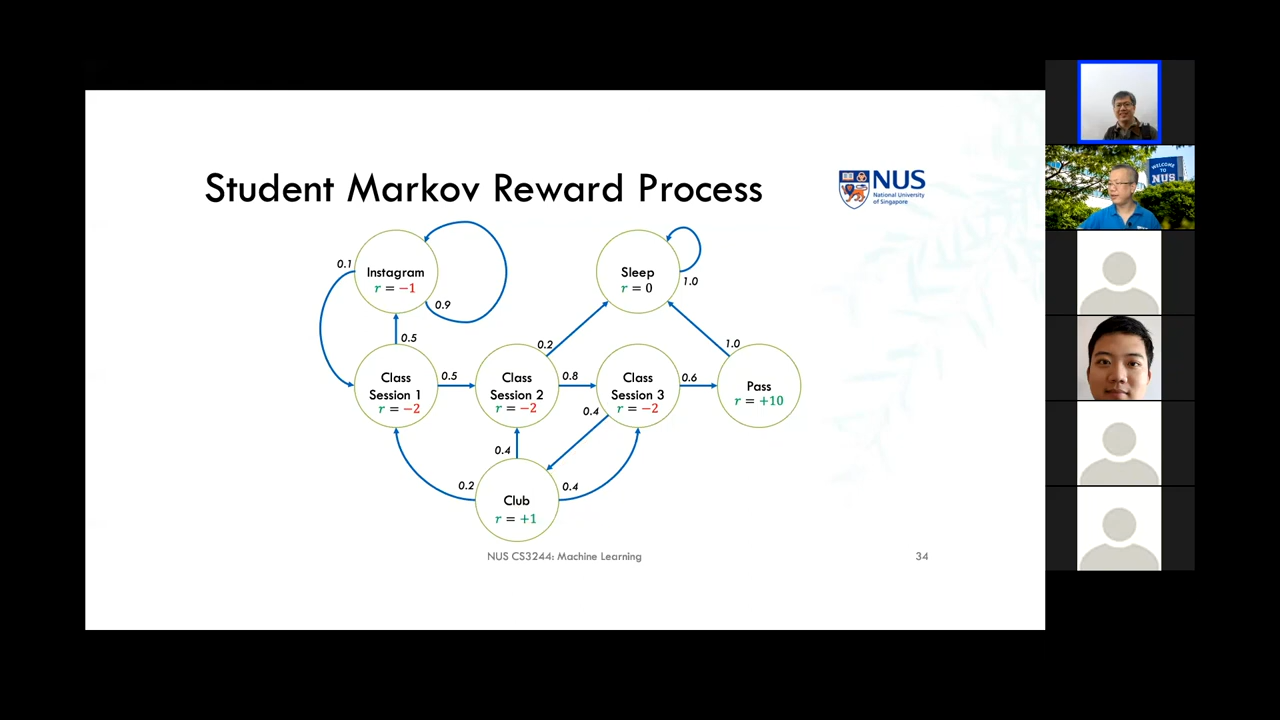 Student Markov Reward Process
NUS
National University
of Singapore
WELCOME
TO
NUS
0.1
Instagram
r = −1
0.9
Sleep
r = 0
1.0
0.5
0.2
1.0
Class
Session 1
r = −2
0.5
Class
Session 2
r = −2
0.8
Class
Session 3
r = −2
0.6
Pass
r = +10
0.4
0.4
0.2
Club
r = +1
0.4
NUS CS3244: Machine Learning
34